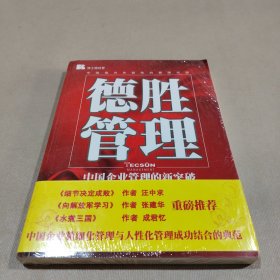 德胜
管理
TECSUN
中国企业管理的新突破
《细节决定成败》 作者 汪中求
《向解放军学习》 作者 张建华
《水煮三国》 作者 成君忆
重磅推荐
中国企业精细化管理与人性化管理成功结合的典范